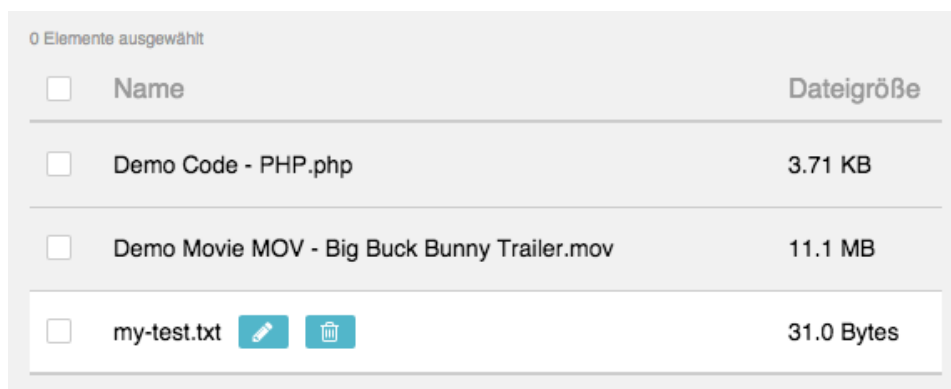 0 Elemente ausgewählt
Name Dateigröße
Demo Code - PHP.php 3.71 KB
Demo Movie MOV - Big Buck Bunny Trailer.mov 11.1 MB
my-test.txt 31.0 Bytes